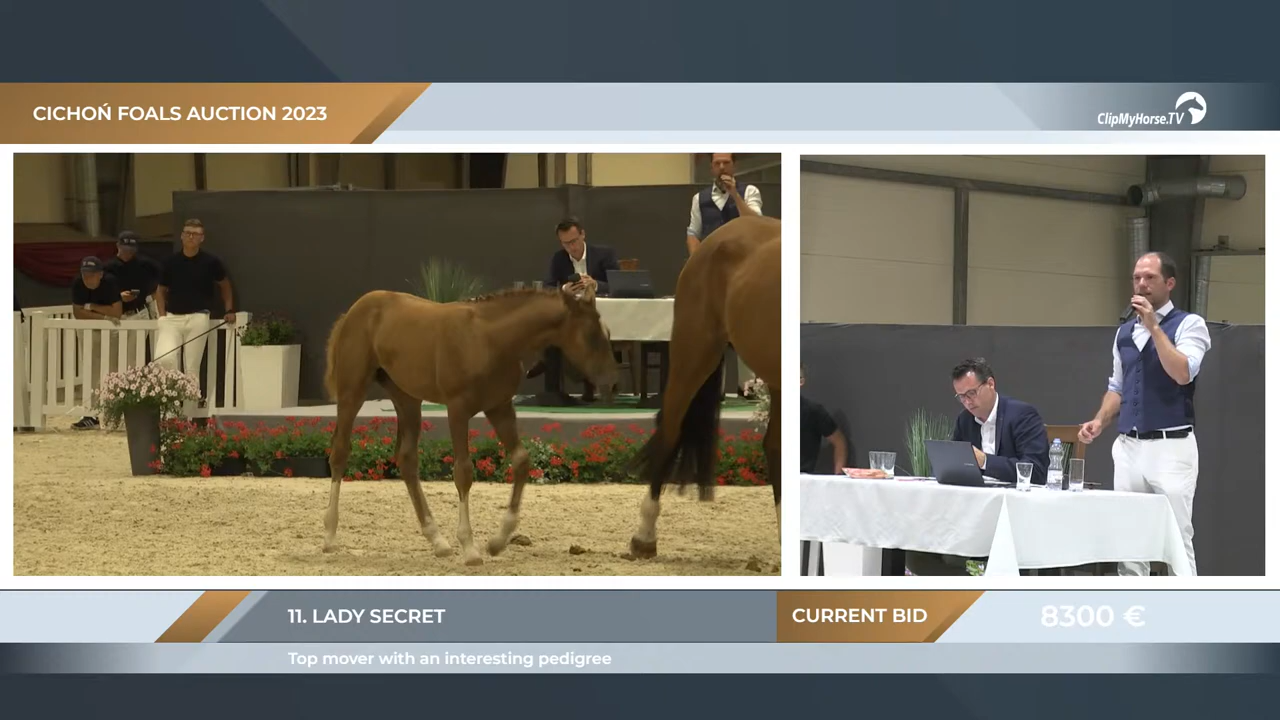 CICHOŃ FOALS AUCTION 2023
ClipMyHorse.TV
11. LADY SECRET
CURRENT BID
8300 €
Top mover with an interesting pedigree